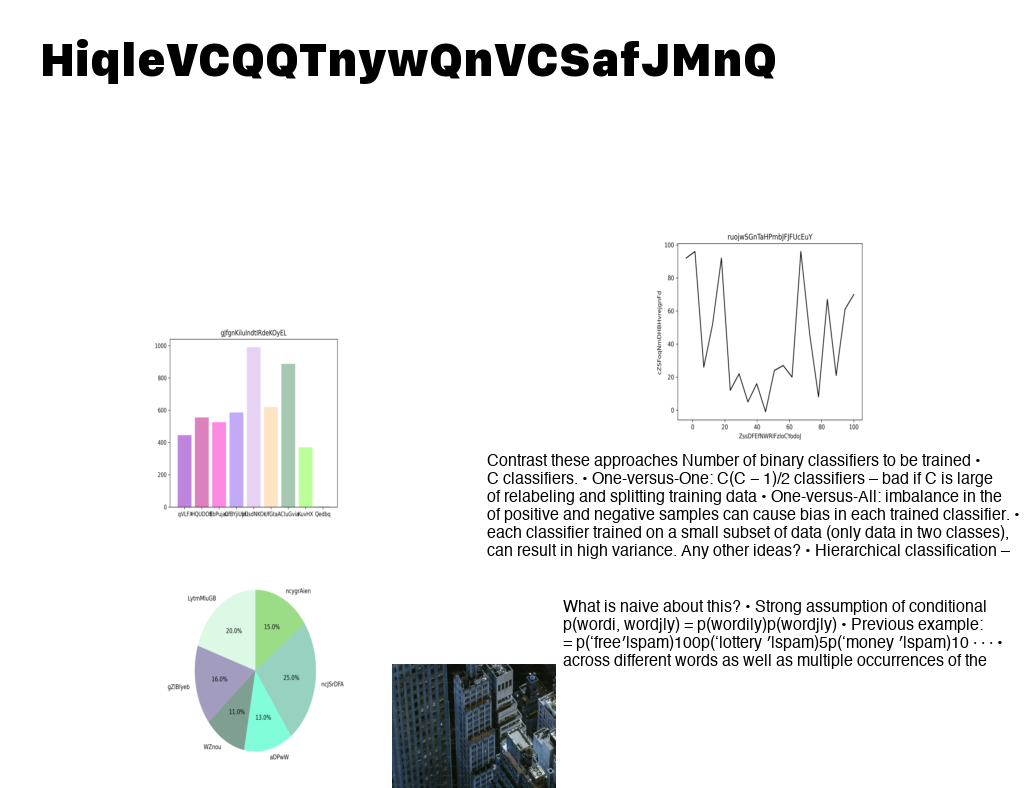 HiqleVCQQTnywQnVCSafJMnQ
ruojwSGnTaHPmbJFJFUcEuY
100
80
60
40
20
0
0 20 40 60 80 100
1000
800
600
400
200
0
Qedbq
Contrast these approaches Number of binary classifiers to be trained •
C classifiers. • One-versus-One: C(C – 1)/2 classifiers – bad if C is large
of relabeling and splitting training data • One-versus-All: imbalance in the
of positive and negative samples can cause bias in each trained classifier. •
each classifier trained on a small subset of data (only data in two classes),
can result in high variance. Any other ideas? • Hierarchical classification –
What is naive about this? • Strong assumption of conditional
p(wordi, wordj|y) = p(wordi|y)p(wordj|y) • Previous example:
= p(‘free′|spam)100p(‘lottery ′|spam)5p(‘money ′|spam)10 · · · •
across different words as well as multiple occurrences of the
LytmMluGB
ncygrAien
20.0%
15.0%
gZlBlyeb
16.0%
25.0%
ncJSrDFA
11.0%
13.0%
WZnou
aDPwW